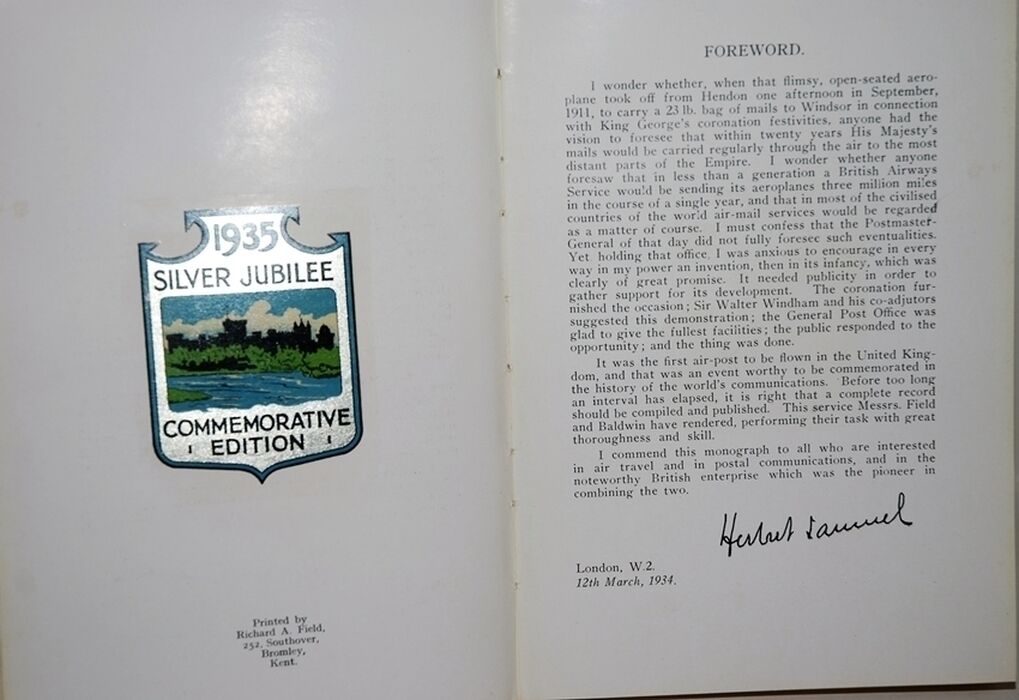 1935
SILVER JUBILEE
COMMEMORATIVE
EDITION
Printed by
Richard A. Field,
252, Southover,
Bromley,
Kent.
FOREWORD.
I wonder whether, when that flimsy, open-seated aero-
plane took off from Hendon one afternoon in September,
1911, to carry a 23 lb. bag of mails to Windsor in connection
with King George's coronation festivities, anyone had the
vision to foresee that within twenty years His Majesty's
mails would be carried regularly through the air to the most
distant parts of the Empire. I wonder whether anyone
foresaw that in less than a generation a British Airways
Service would be sending its aeroplanes three million miles
in the course of a single year, and that in most of the civilised
countries of the world air-mail services would be regarded
as a matter of course. I must confess that the Postmaster-
General of that day did not fully foresee such eventualities.
Yet, holding that office, I was anxious to encourage in every
way in my power an invention, then in its infancy, which was
clearly of great promise. It needed publicity in order to
gather support for its development. The coronation fur-
nished the occasion; Sir Walter Windham and his co-adjutors
suggested this demonstration; the General Post Office was
glad to give the fullest facilities; the public responded to the
opportunity; and the thing was done.
It was the first air-post to be flown in the United King-
dom, and that was an event worthy to be commemorated in
the history of the world's communications. Before too long
an interval has elapsed, it is right that a complete record
should be compiled and published. This service Messrs. Field
and Baldwin have rendered, performing their task with great
thoroughness and skill.
I commend this monograph to all who are interested
in air travel and in postal communications, and in the
noteworthy British enterprise which was the pioneer in
combining the two.
Herbert Samuel
London, W.2.
12th March, 1934.